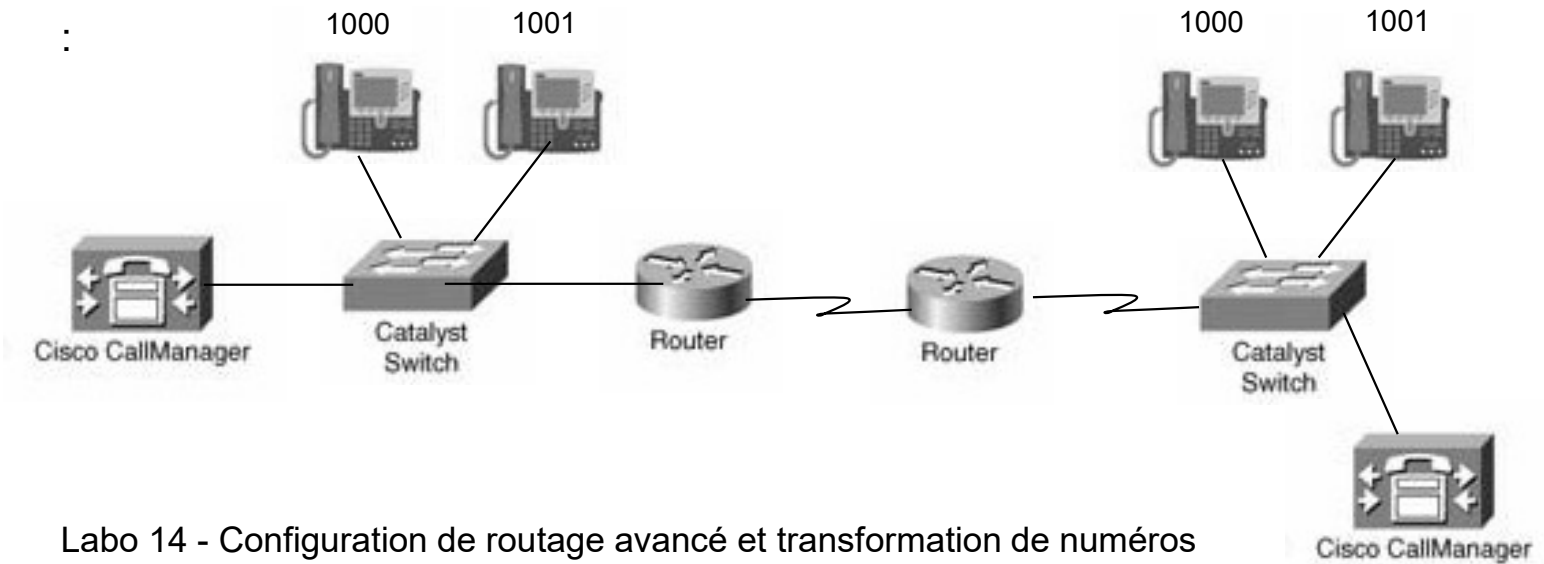 :
1000
1001
1000
1001
Cisco CallManager
Catalyst
Switch
Router
Router
Catalyst
Switch
Cisco CallManager
Labo 14 - Configuration de routage avancé et transformation de numéros